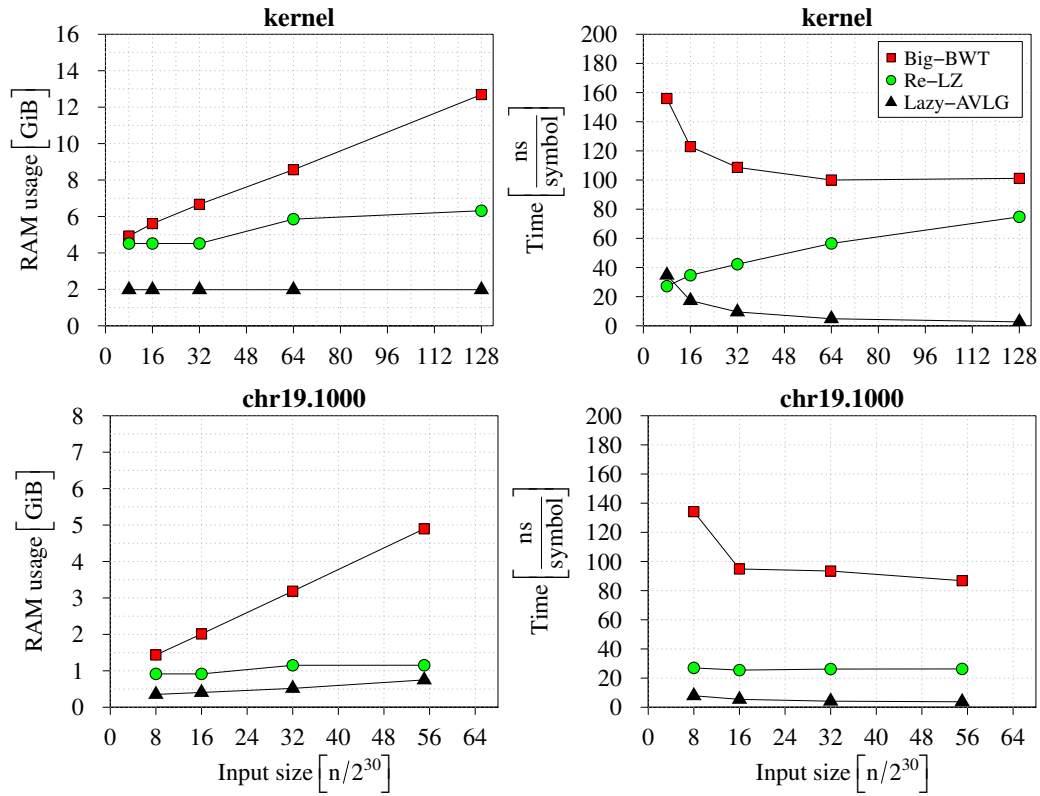 kernel
RAM usage [GiB]
16
14
12
10
8
6
4
2
0
0 16 32 48 64 80 96 112 128
kernel
Time [ns/symbol]
200
180
160
140
120
100
80
60
40
20
0
0 16 32 48 64 80 96 112 128
Big−BWT
Re−LZ
Lazy−AVLG
chr19.1000
RAM usage [GiB]
8
7
6
5
4
3
2
1
0
0 8 16 24 32 40 48 56 64
Input size [n/2³⁰]
chr19.1000
Time [ns/symbol]
200
180
160
140
120
100
80
60
40
20
0
0 8 16 24 32 40 48 56 64
Input size [n/2³⁰]